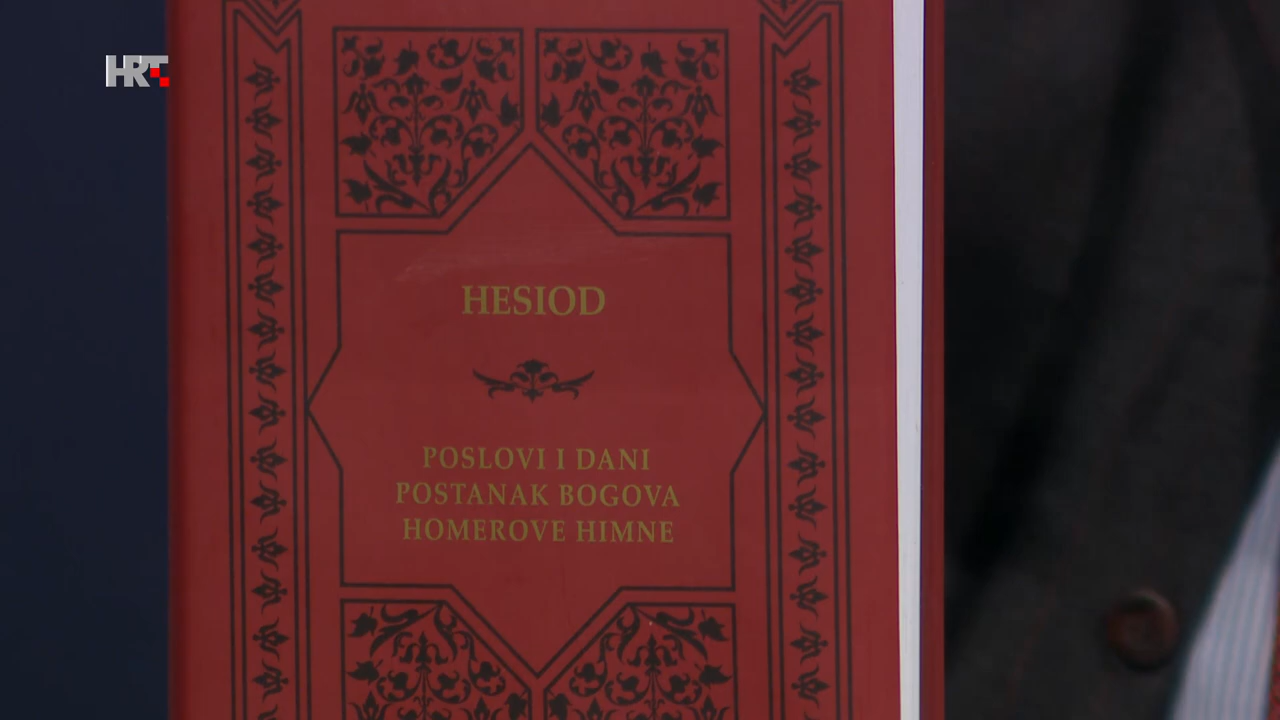 HRT
HESIOD
POSLOVI I DANI
POSTANAK BOGOVA
HOMEROVE HIMNE